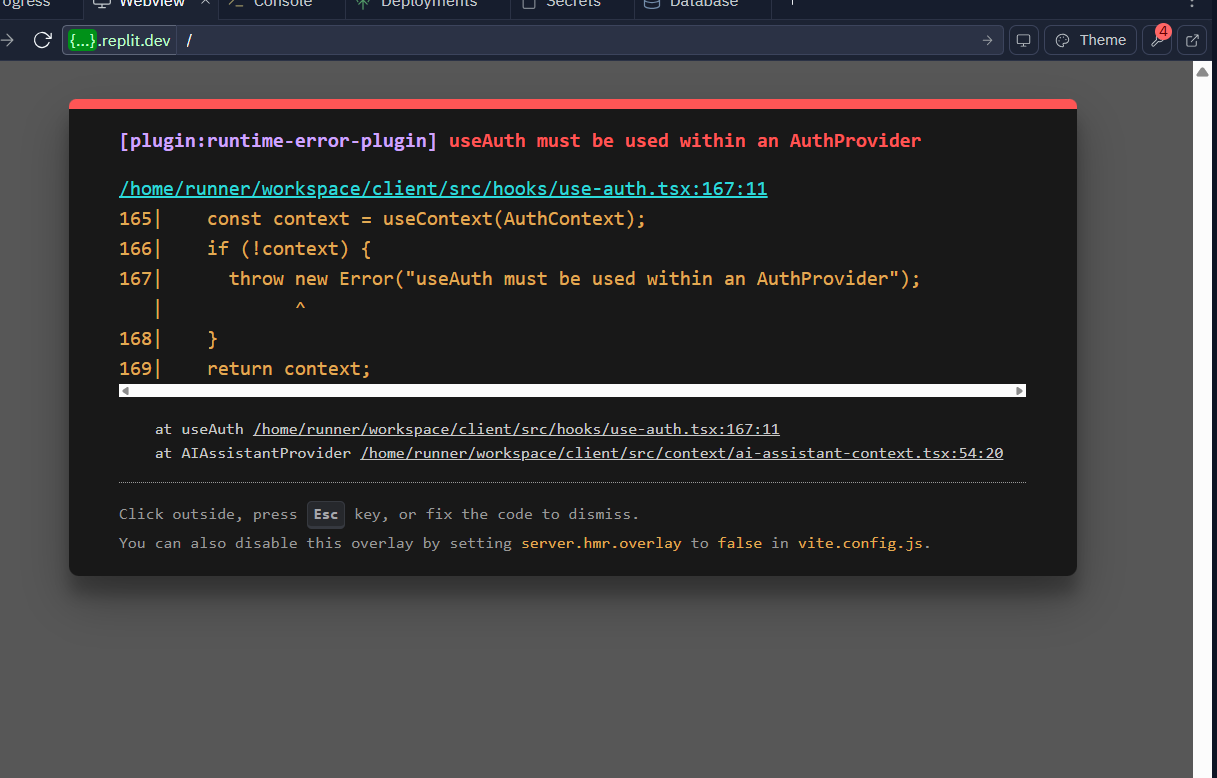 ogress Webview Console Deployments Secrets Database
{...}.replit.dev / Theme 4
[plugin:runtime-error-plugin] useAuth must be used within an AuthProvider
/home/runner/workspace/client/src/hooks/use-auth.tsx:167:11
165|    const context = useContext(AuthContext);
166|    if (!context) {
167|      throw new Error("useAuth must be used within an AuthProvider");
   |            ^
168|    }
169|    return context;
at useAuth /home/runner/workspace/client/src/hooks/use-auth.tsx:167:11
at AIAssistantProvider /home/runner/workspace/client/src/context/ai-assistant-context.tsx:54:20
Click outside, press Esc key, or fix the code to dismiss.
You can also disable this overlay by setting server.hmr.overlay to false in vite.config.js.